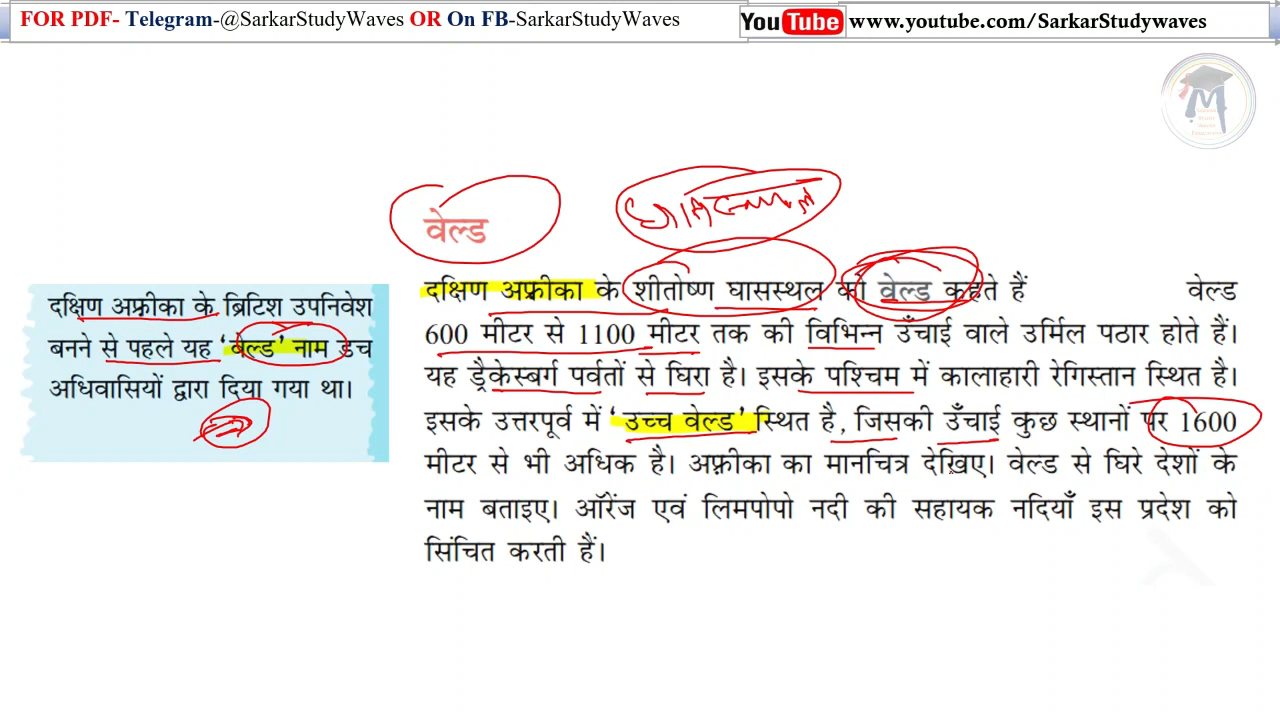 FOR PDF- Telegram-@SarkarStudyWaves OR On FB-SarkarStudyWaves
YouTube www.youtube.com/SarkarStudywaves
वेल्ड
दक्षिण अफ़्रीका के ब्रिटिश उपनिवेश
बनने से पहले यह 'वेल्ड' नाम डच
अधिवासियों द्वारा दिया गया था।
दक्षिण अफ़्रीका के शीतोष्ण घासस्थल को वेल्ड कहते हैं वेल्ड
600 मीटर से 1100 मीटर तक की विभिन्न उँचाई वाले उर्मिल पठार होते हैं।
यह ड्रैकेस्बर्ग पर्वतों से घिरा है। इसके पश्चिम में कालाहारी रेगिस्तान स्थित है।
इसके उत्तरपूर्व में 'उच्च वेल्ड' स्थित है, जिसकी उँचाई कुछ स्थानों पर 1600
मीटर से भी अधिक है। अफ़्रीका का मानचित्र देखिए। वेल्ड से घिरे देशों के
नाम बताइए। ऑरेंज एवं लिमपोपो नदी की सहायक नदियाँ इस प्रदेश को
सिंचित करती हैं।